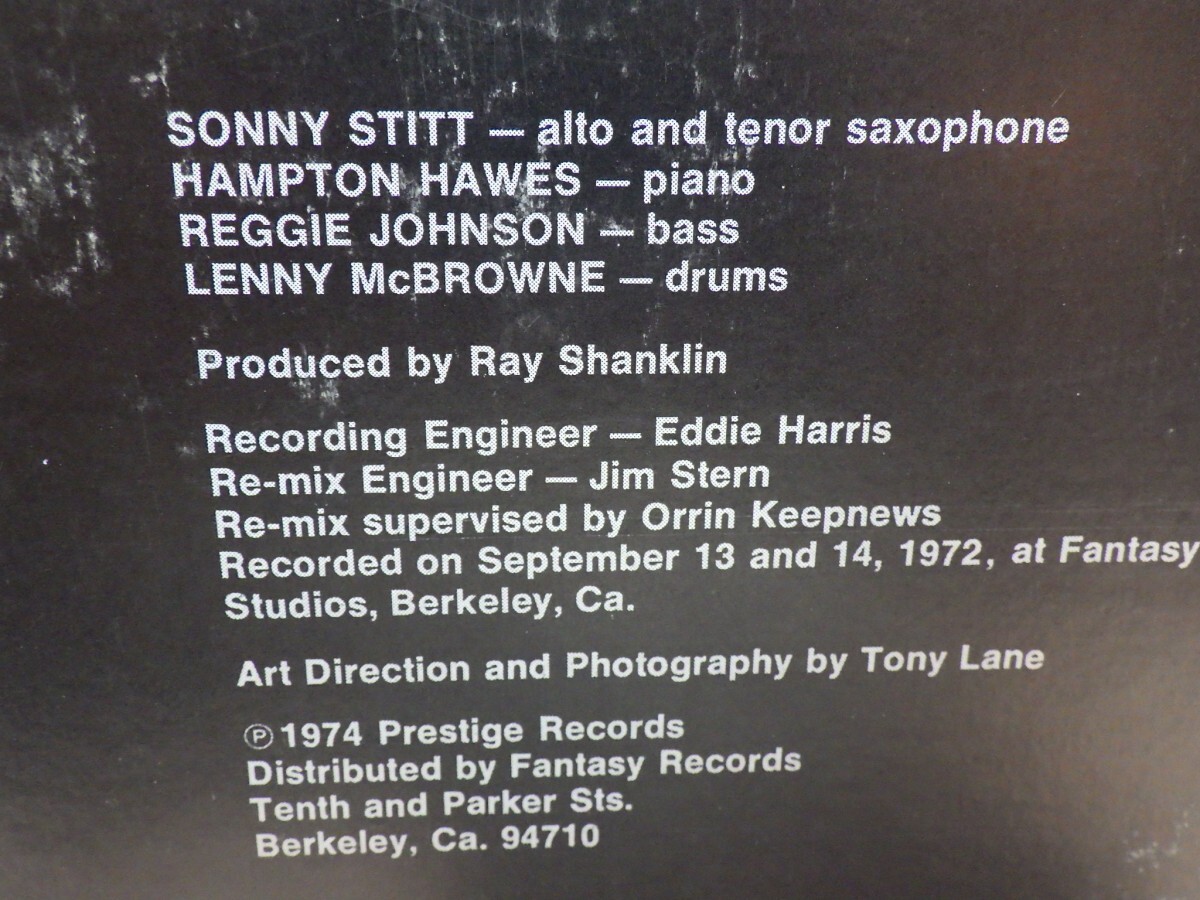 SONNY STITT — alto and tenor saxophone
HAMPTON HAWES — piano
REGGIE JOHNSON — bass
LENNY McBROWNE — drums
Produced by Ray Shanklin
Recording Engineer — Eddie Harris
Re-mix Engineer — Jim Stern
Re-mix supervised by Orrin Keepnews
Recorded on September 13 and 14, 1972, at Fantasy
Studios, Berkeley, Ca.
Art Direction and Photography by Tony Lane
℗ 1974 Prestige Records
Distributed by Fantasy Records
Tenth and Parker Sts.
Berkeley, Ca. 94710